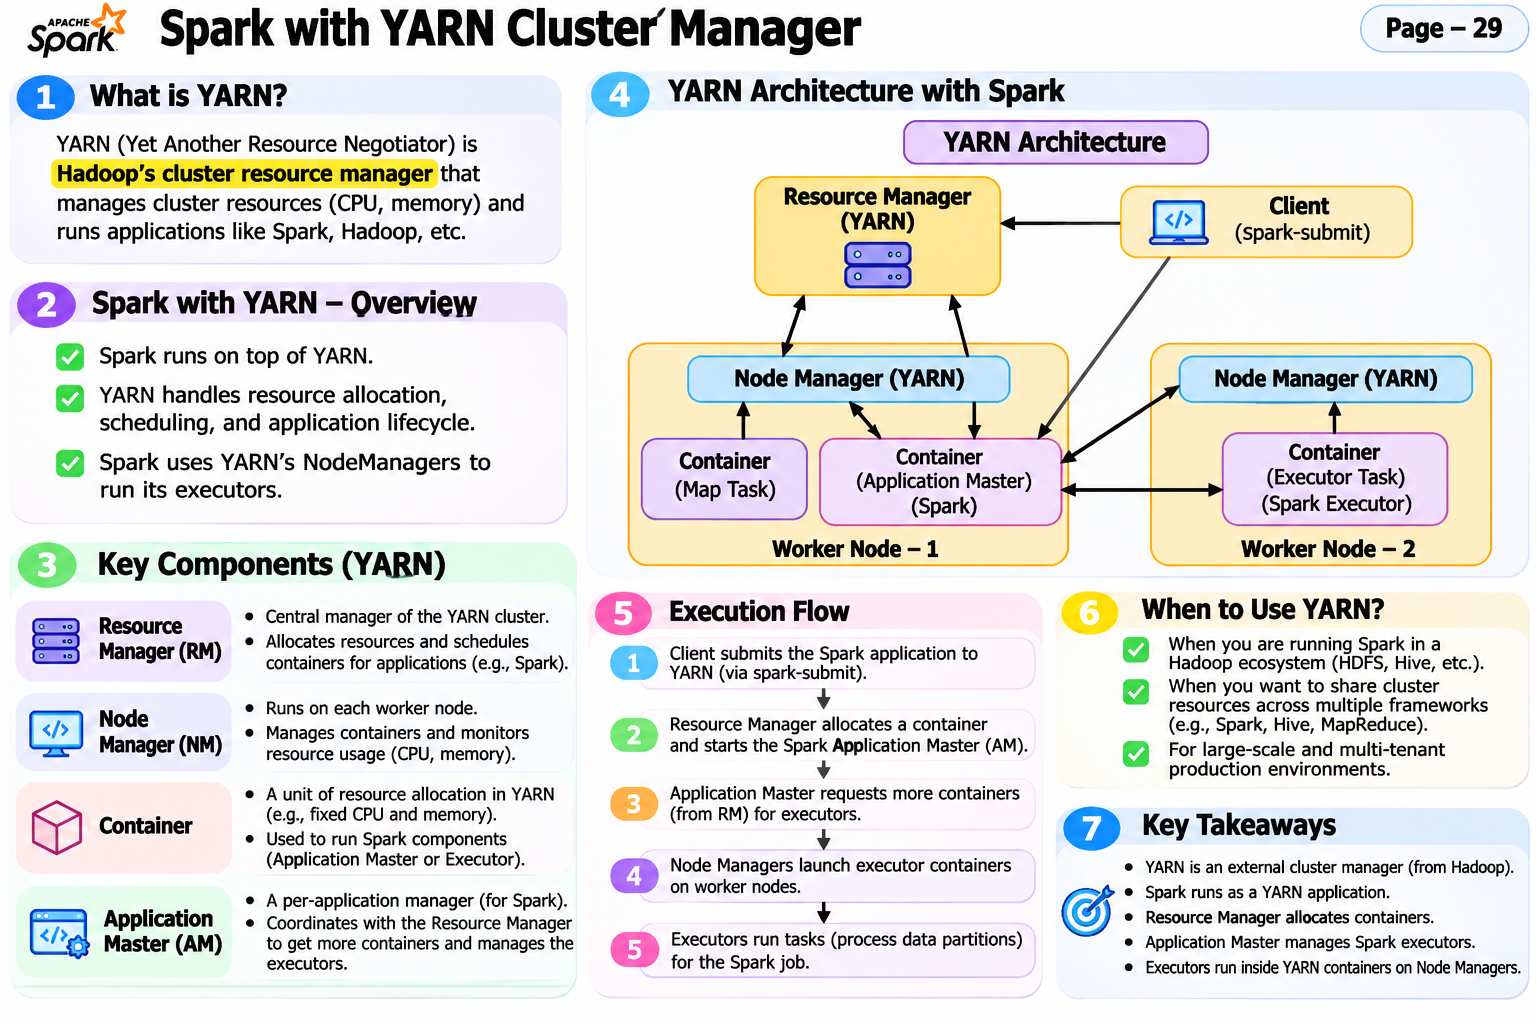 APACHE
Spark
Spark with YARN Cluster Manager
Page – 29
1
What is YARN?
YARN (Yet Another Resource Negotiator) is
Hadoop's cluster resource manager that
manages cluster resources (CPU, memory) and
runs applications like Spark, Hadoop, etc.
2
Spark with YARN – Overview
Spark runs on top of YARN.
YARN handles resource allocation,
scheduling, and application lifecycle.
Spark uses YARN's NodeManagers to
run its executors.
3
Key Components (YARN)
Resource
Manager (RM)
• Central manager of the YARN cluster.
• Allocates resources and schedules
containers for applications (e.g., Spark).
</>
Node
Manager (NM)
• Runs on each worker node.
• Manages containers and monitors
resource usage (CPU, memory).
Container
• A unit of resource allocation in YARN
(e.g., fixed CPU and memory).
• Used to run Spark components
(Application Master or Executor).
</>
Application
Master (AM)
• A per-application manager (for Spark).
• Coordinates with the Resource Manager
to get more containers and manages the
executors.
4
YARN Architecture with Spark
YARN Architecture
Resource Manager
(YARN)
</>
Client
(spark-submit)
Node Manager (YARN)
Container
(Map Task)
Container
(Application Master)
(Spark)
Worker Node – 1
Node Manager (YARN)
Container
(Executor Task)
(Spark Executor)
Worker Node – 2
5
Execution Flow
1
Client submits the Spark application to
YARN (via spark-submit).
2
Resource Manager allocates a container
and starts the Spark Application Master (AM).
3
Application Master requests more containers
(from RM) for executors.
4
Node Managers launch executor containers
on worker nodes.
5
Executors run tasks (process data partitions)
for the Spark job.
6
When to Use YARN?
When you are running Spark in a
Hadoop ecosystem (HDFS, Hive, etc.).
When you want to share cluster
resources across multiple frameworks
(e.g., Spark, Hive, MapReduce).
For large-scale and multi-tenant
production environments.
7
Key Takeaways
• YARN is an external cluster manager (from Hadoop).
• Spark runs as a YARN application.
• Resource Manager allocates containers.
• Application Master manages Spark executors.
• Executors run inside YARN containers on Node Managers.